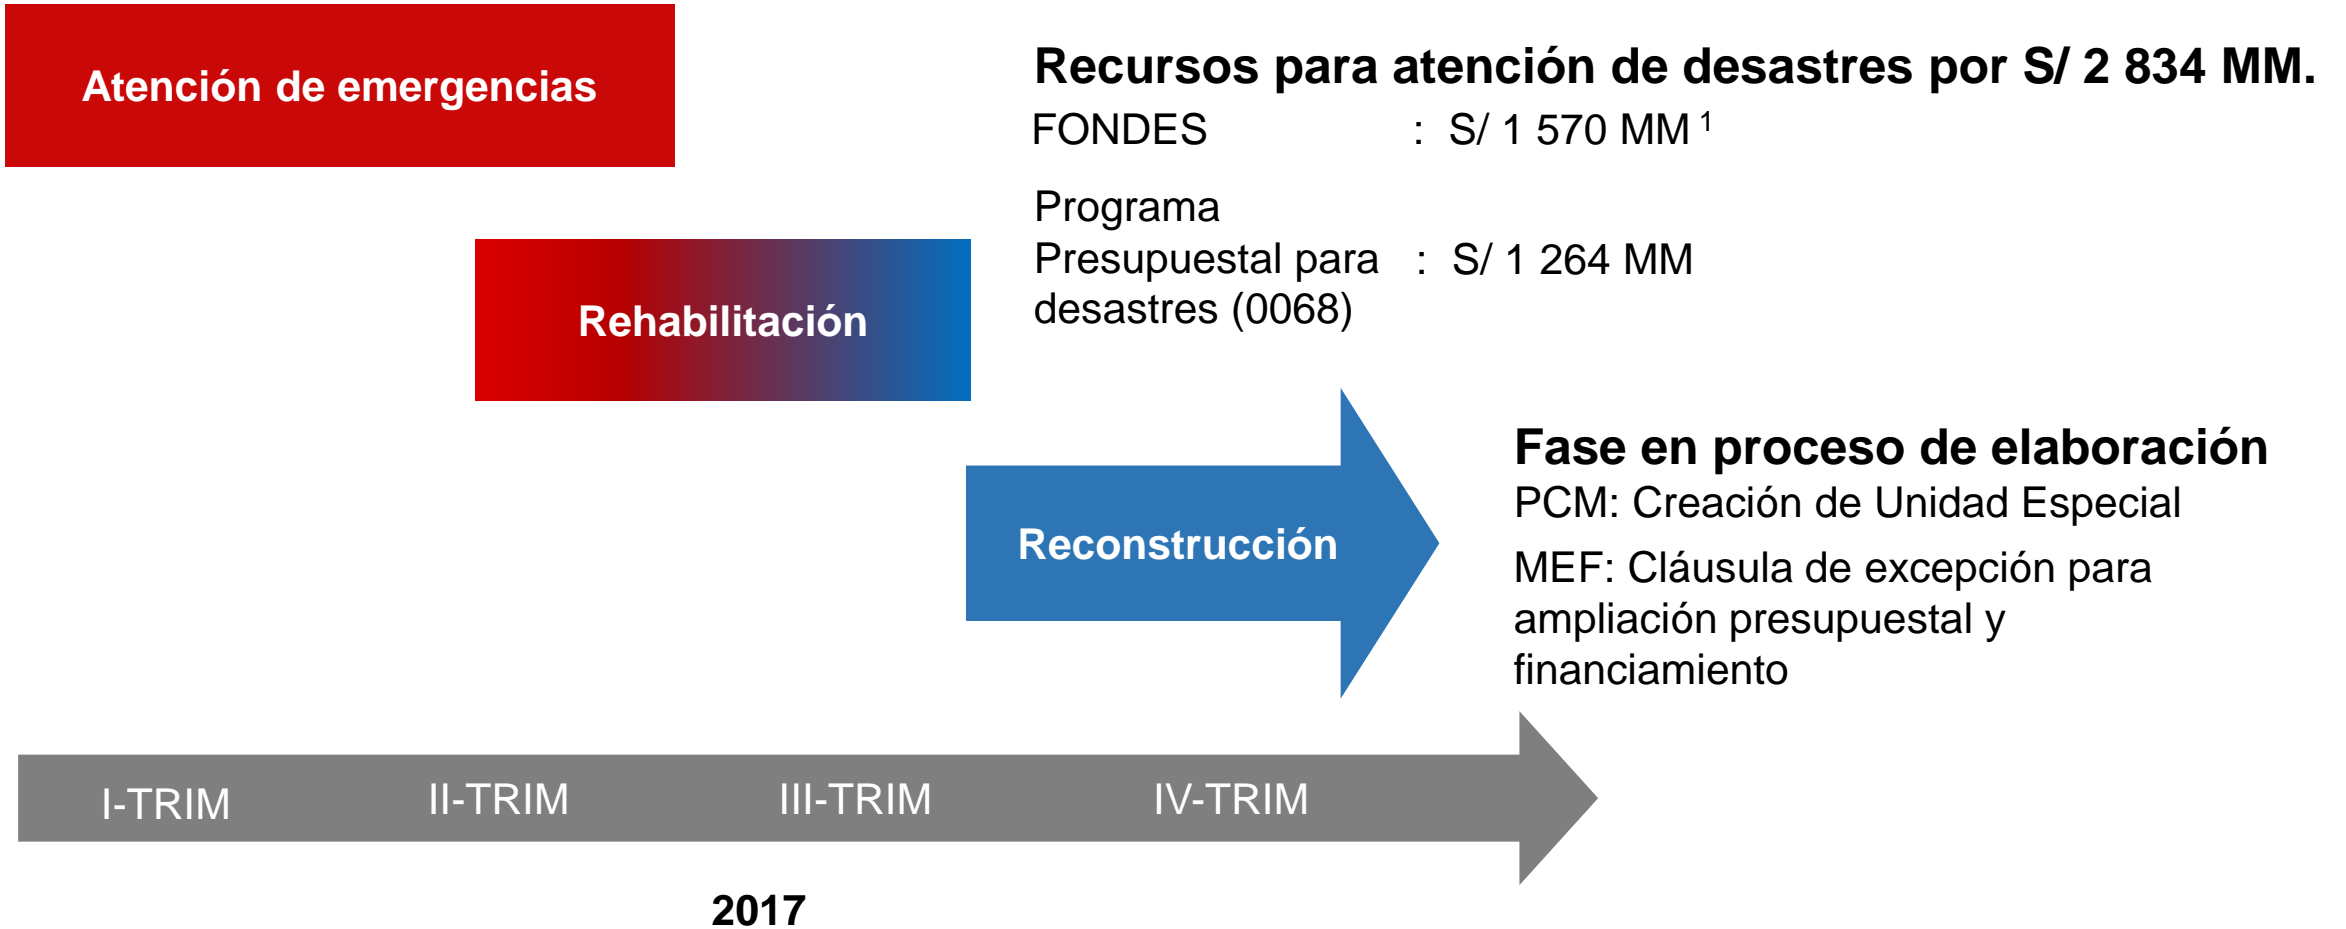 Atención de emergencias
Recursos para atención de desastres por S/ 2 834 MM.
FONDES : S/ 1 570 MM ¹
Programa
Presupuestal para : S/ 1 264 MM
desastres (0068)
Rehabilitación
Fase en proceso de elaboración
PCM: Creación de Unidad Especial
MEF: Cláusula de excepción para
ampliación presupuestal y
financiamiento
Reconstrucción
I-TRIM II-TRIM III-TRIM IV-TRIM
2017